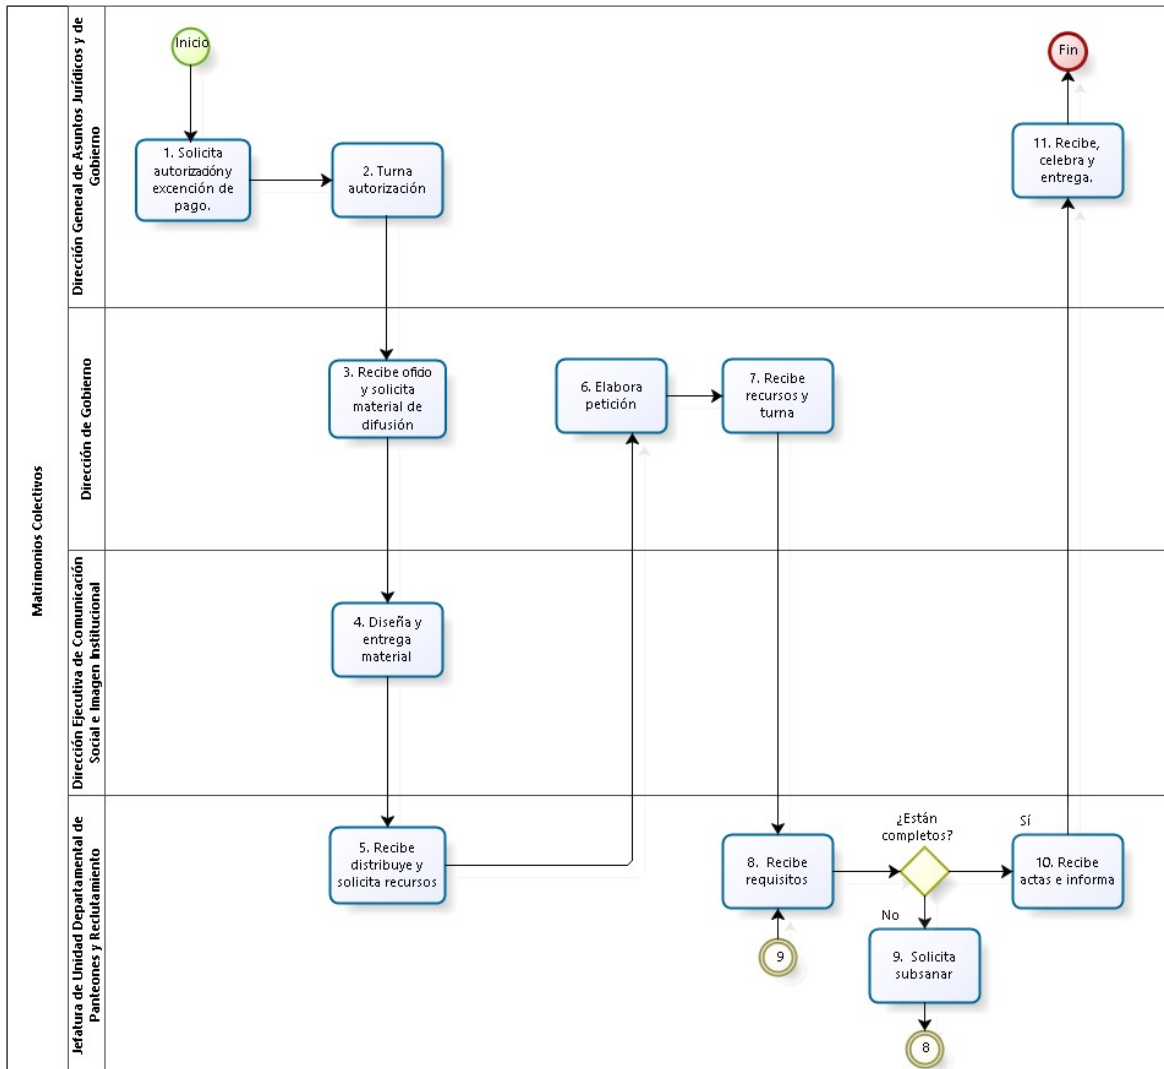 Matrimonios Colectivos
Dirección General de Asuntos Jurídicos y de
Gobierno
Inicio
1. Solicita
autorización y
excención de
pago.
2. Turna
autorización
Fin
11. Recibe,
celebra y
entrega.
Dirección de Gobierno
3. Recibe oficio
y solicita
material de
difusión
6. Elabora
petición
7. Recibe
recursos y
turna
Dirección Ejecutiva de Comunicación
Social e Imagen Institucional
4. Diseña y
entrega
material
Jefatura de Unidad Departamental de
Panteones y Reclutamiento
5. Recibe
distribuye y
solicita recursos
8. Recibe
requisitos
¿Están
completos?
Sí
10. Recibe
actas e informa
No
9
9. Solicita
subsanar
8